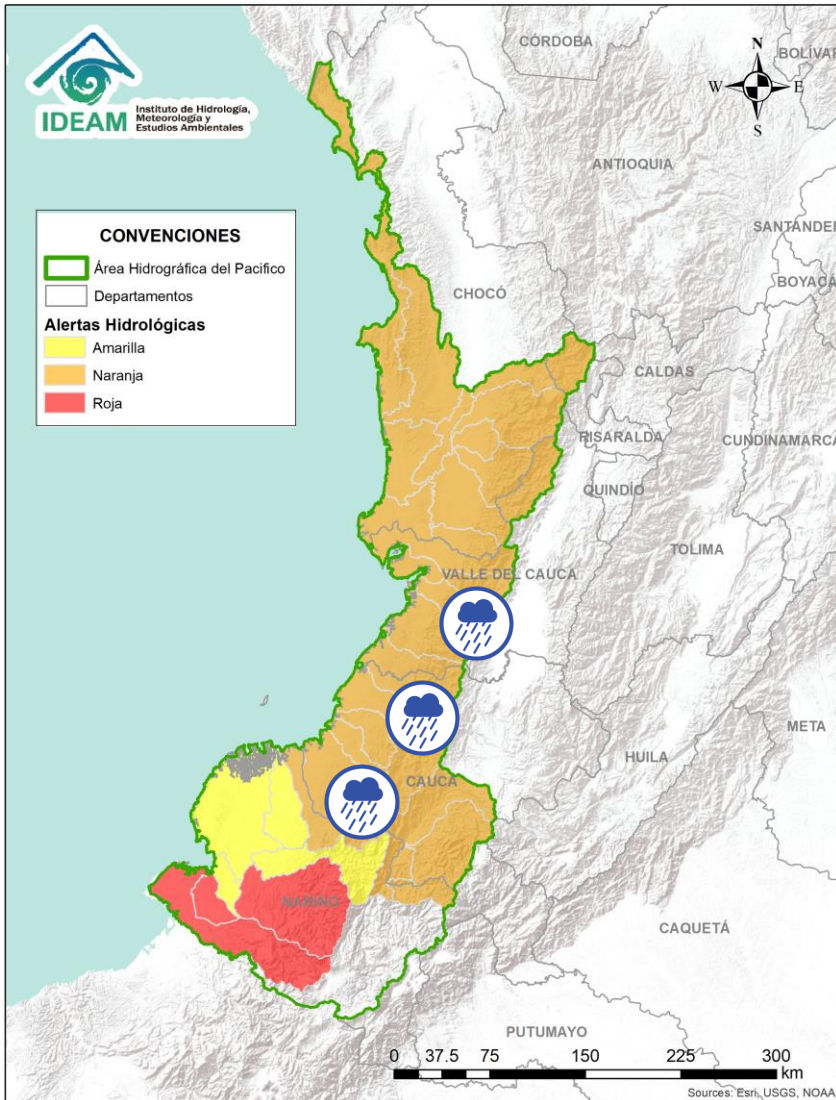 IDEAM
Instituto de Hidrología,
Meteorología y
Estudios Ambientales
CÓRDOBA
BOLÍVAR
N
W E
S
ANTIOQUIA
SANTANDER
BOYACÁ
CONVENCIONES
Área Hidrográfica del Pacifico
Departamentos
Alertas Hidrológicas
Amarilla
Naranja
Roja
CHOCÓ
CALDAS
RISARALDA
CUNDINAMARCA
QUINDÍO
TOLIMA
VALLE DEL CAUCA
META
HUILA
CAUCA
NARIÑO
CAQUETÁ
PUTUMAYO
0 37.5 75 150 225 300
km
Sources: Esri, USGS, NOAA